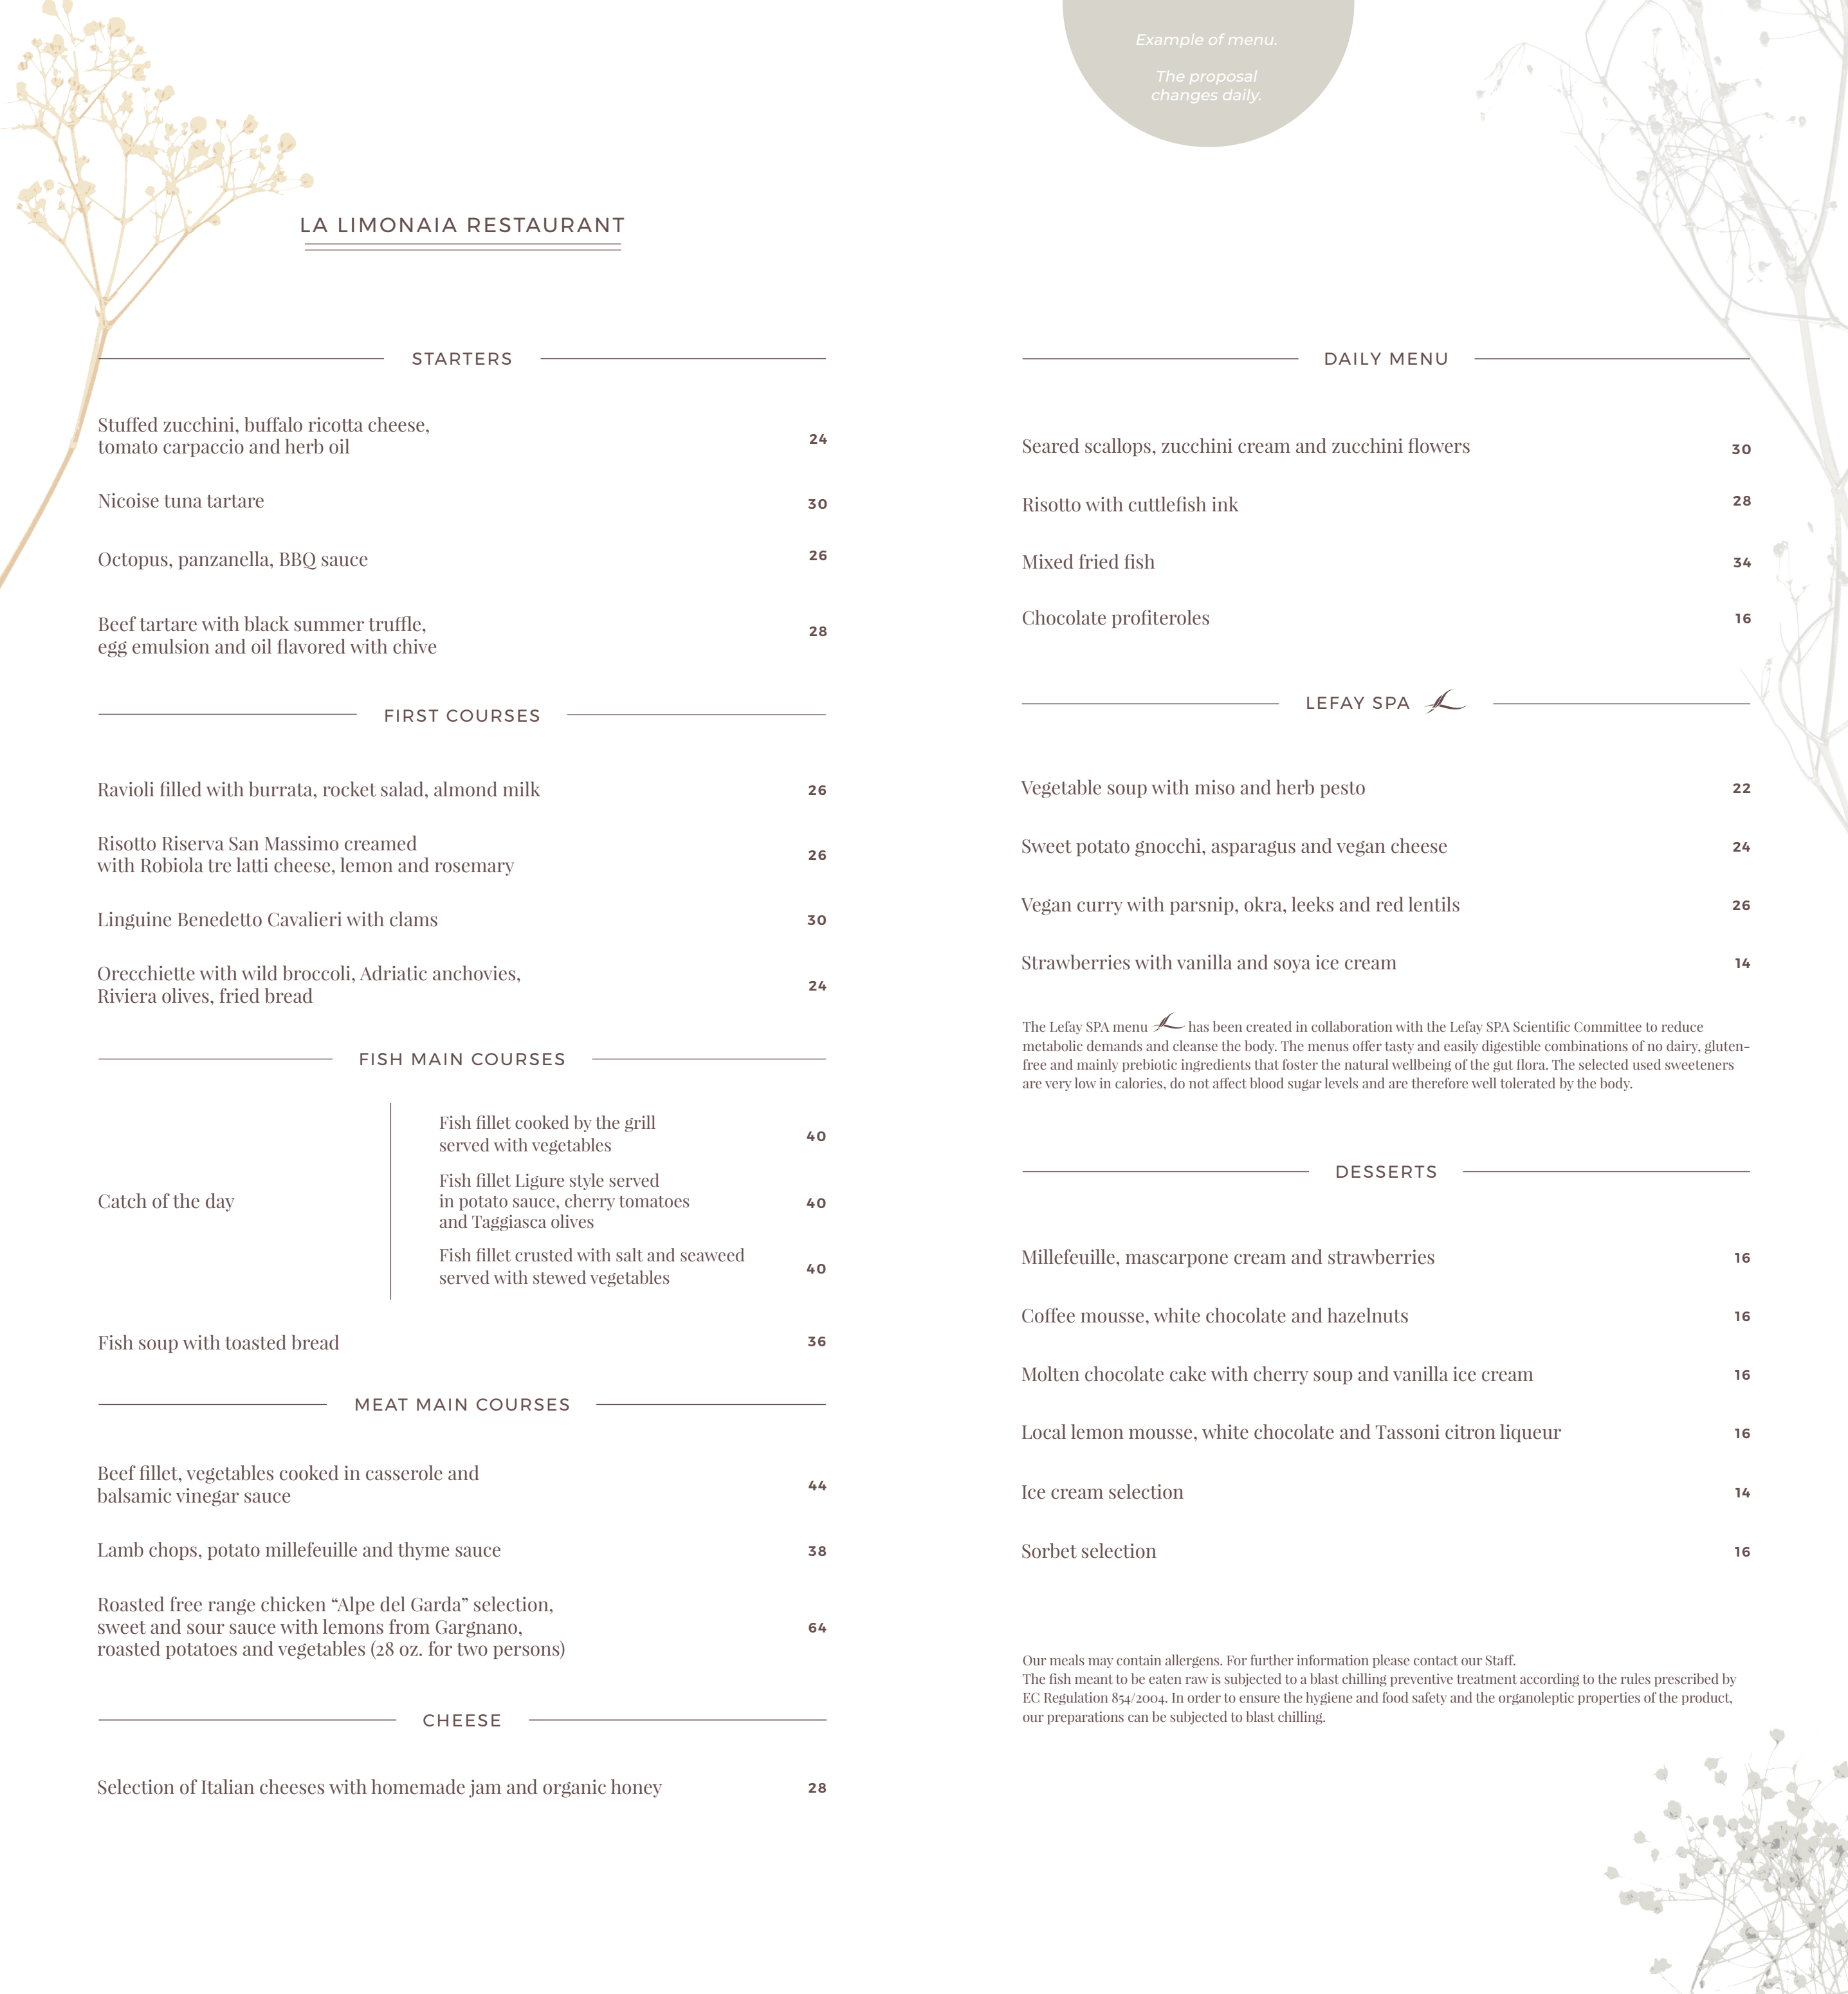 LA LIMONAIA RESTAURANT
STARTERS
Stuffed zucchini, buffalo ricotta cheese,
tomato carpaccio and herb oil
24
Nicoise tuna tartare
30
Octopus, panzanella, BBQ sauce
26
Beef tartare with black summer truffle,
egg emulsion and oil flavored with chive
28
FIRST COURSES
Ravioli filled with burrata, rocket salad, almond milk
26
Risotto Riserva San Massimo creamed
with Robiola tre latti cheese, lemon and rosemary
26
Linguine Benedetto Cavalieri with clams
30
Orecchiette with wild broccoli, Adriatic anchovies,
Riviera olives, fried bread
24
FISH MAIN COURSES
Catch of the day
Fish fillet cooked by the grill
served with vegetables
40
Fish fillet Ligure style served
in potato sauce, cherry tomatoes
and Taggiasca olives
40
Fish fillet crusted with salt and seaweed
served with stewed vegetables
40
Fish soup with toasted bread
36
MEAT MAIN COURSES
Beef fillet, vegetables cooked in casserole and
balsamic vinegar sauce
44
Lamb chops, potato millefeuille and thyme sauce
38
Roasted free range chicken “Alpe del Garda” selection,
sweet and sour sauce with lemons from Gargnano,
roasted potatoes and vegetables (28 oz. for two persons)
64
CHEESE
Selection of Italian cheeses with homemade jam and organic honey
28
Example of menu.
The proposal
changes daily.
DAILY MENU
Seared scallops, zucchini cream and zucchini flowers
30
Risotto with cuttlefish ink
28
Mixed fried fish
34
Chocolate profiteroles
16
LEFAY SPA
Vegetable soup with miso and herb pesto
22
Sweet potato gnocchi, asparagus and vegan cheese
24
Vegan curry with parsnip, okra, leeks and red lentils
26
Strawberries with vanilla and soya ice cream
14
The Lefay SPA menu has been created in collaboration with the Lefay SPA Scientific Committee to reduce
metabolic demands and cleanse the body. The menus offer tasty and easily digestible combinations of no dairy, gluten-
free and mainly prebiotic ingredients that foster the natural wellbeing of the gut flora. The selected used sweeteners
are very low in calories, do not affect blood sugar levels and are therefore well tolerated by the body.
DESSERTS
Millefeuille, mascarpone cream and strawberries
16
Coffee mousse, white chocolate and hazelnuts
16
Molten chocolate cake with cherry soup and vanilla ice cream
16
Local lemon mousse, white chocolate and Tassoni citron liqueur
16
Ice cream selection
14
Sorbet selection
16
Our meals may contain allergens. For further information please contact our Staff.
The fish meant to be eaten raw is subjected to a blast chilling preventive treatment according to the rules prescribed by
EC Regulation 854/2004. In order to ensure the hygiene and food safety and the organoleptic properties of the product,
our preparations can be subjected to blast chilling.